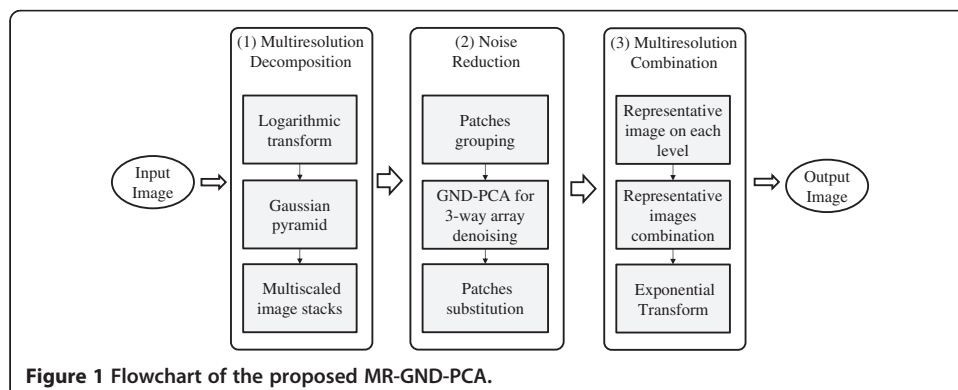 Input
Image
(1) Multiresolution
Decomposition
Logarithmic
transform
Gaussian
pyramid
Multiscaled
image stacks
(2) Noise
Reduction
Patches
grouping
GND-PCA for
3-way array
denoising
Patches
substitution
(3) Multiresolution
Combination
Representative
image on each
level
Representative
images
combination
Exponential
Transform
Output
Image
Figure 1 Flowchart of the proposed MR-GND-PCA.